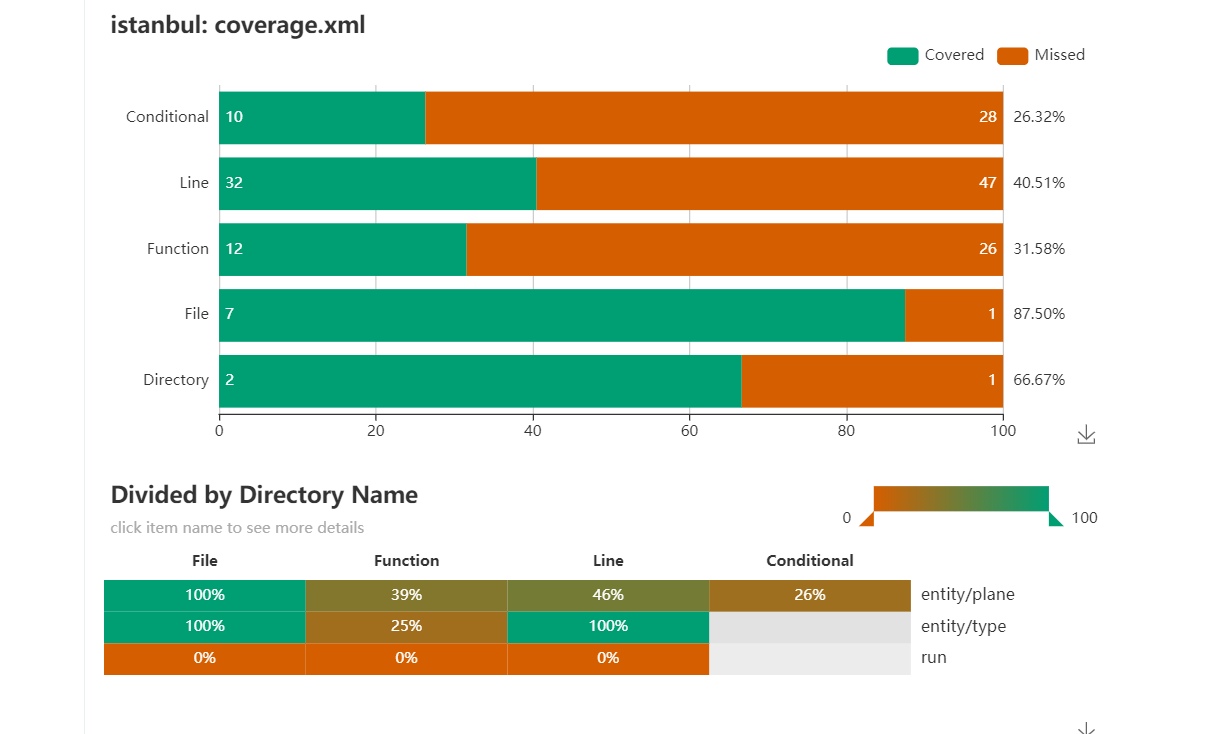 istanbul: coverage.xml
Covered Missed
Conditional 10 28 26.32%
Line 32 47 40.51%
Function 12 26 31.58%
File 7 1 87.50%
Directory 2 1 66.67%
0 20 40 60 80 100
Divided by Directory Name
click item name to see more details
0 100
File Function Line Conditional
100% 39% 46% 26% entity/plane
100% 25% 100% entity/type
0% 0% 0% run